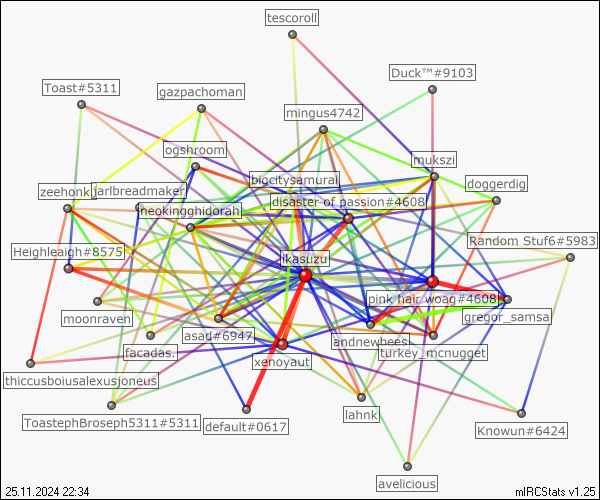 tescoroll
Duck™#9103
Toast#5311
gazpachoman
mingus4742
ogshroom
mukszi
bigcitysamurai
doggerdig
zeehonk
jarlbreadmaker
disaster of passion#4608
neokingghidorah
Random Stuf6#5983
Heighleaigh#8575
ikasuzu
pink hair woag#4608
moonraven
gregor_samsa
asad#6947
andrewbees
facadas.
turkey_mcnugget
xenoyaut
thiccusboiusalexusjoneus
lahnk
ToastephBroseph5311#5311
default#0617
Knowun#6424
avelicious
25.11.2024 22:34
mIRCStats v1.25